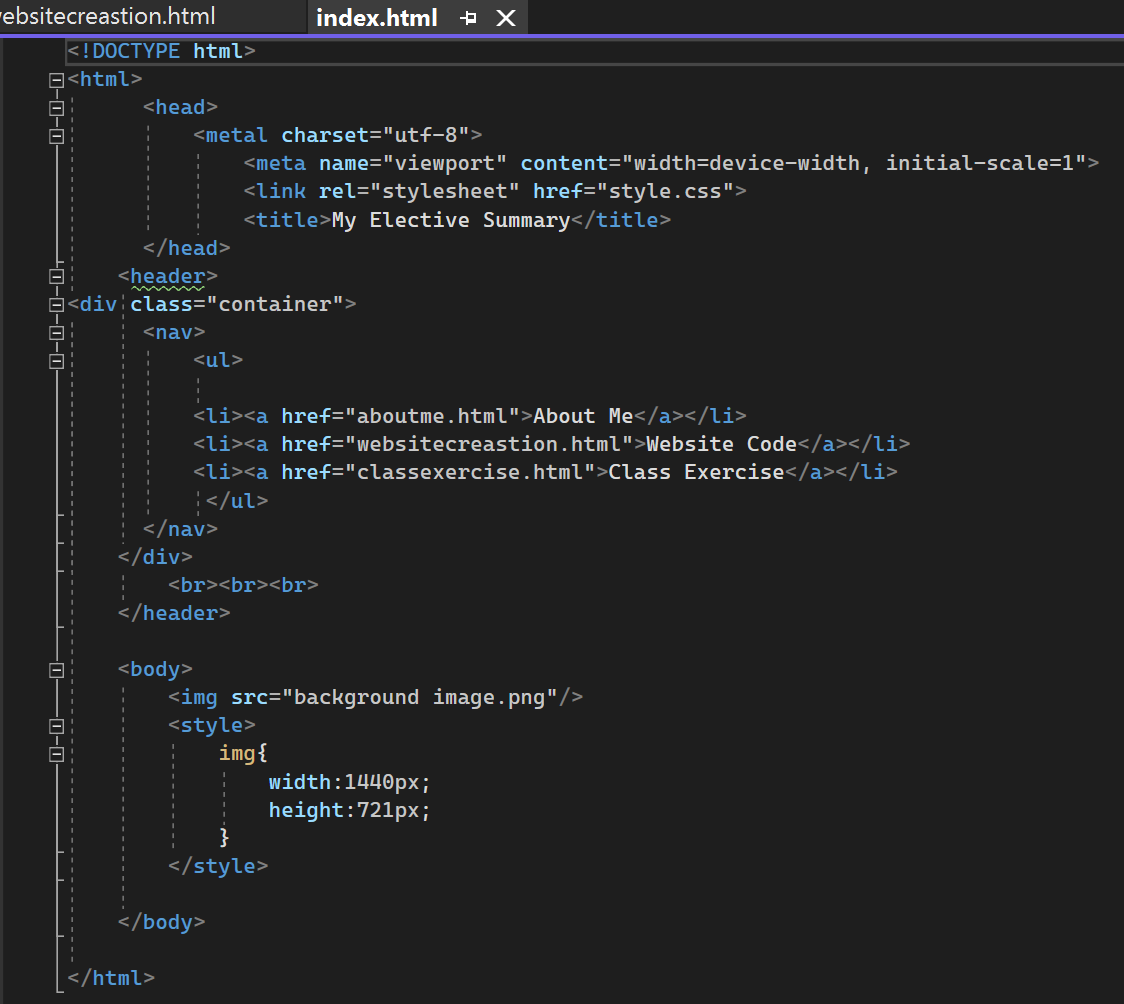 ebsitecreastion.html index.html
<!DOCTYPE html>
<html>
<head>
<metal charset="utf-8">
<meta name="viewport" content="width=device-width, initial-scale=1">
<link rel="stylesheet" href="style.css">
<title>My Elective Summary</title>
</head>
<header>
<div class="container">
<nav>
<ul>
<li><a href="aboutme.html">About Me</a></li>
<li><a href="websitecreastion.html">Website Code</a></li>
<li><a href="classexercise.html">Class Exercise</a></li>
</ul>
</nav>
</div>
<br><br><br>
</header>
<body>
<img src="background image.png"/>
<style>
img{
width:1440px;
height:721px;
}
</style>
</body>
</html>